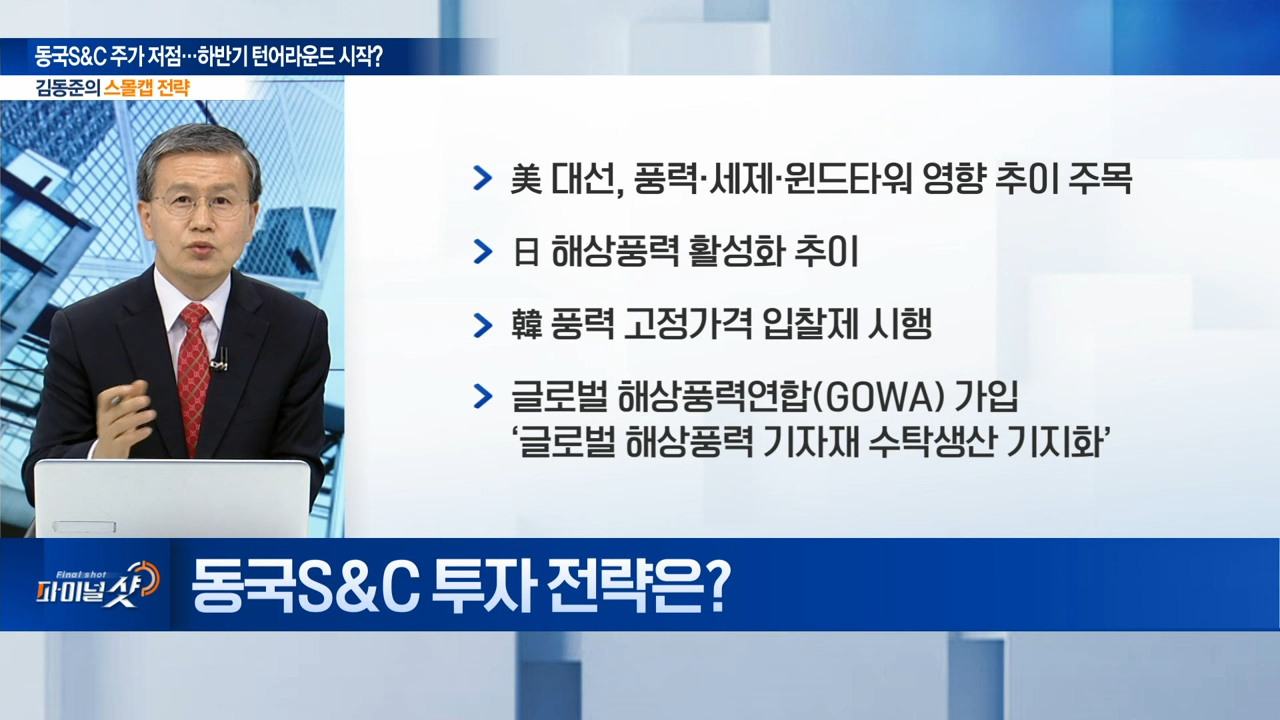 동국S&C 주가 저점…하반기 턴어라운드 시작?
김동준의 스몰캡 전략
美 대선, 풍력·세제·윈드타워 영향 추이 주목
日 해상풍력 활성화 추이
韓 풍력 고정가격 입찰제 시행
글로벌 해상풍력연합(GOWA) 가입
‘글로벌 해상풍력 기자재 수탁생산 기지화’
Final shot
파이널샷
동국S&C 투자 전략은?